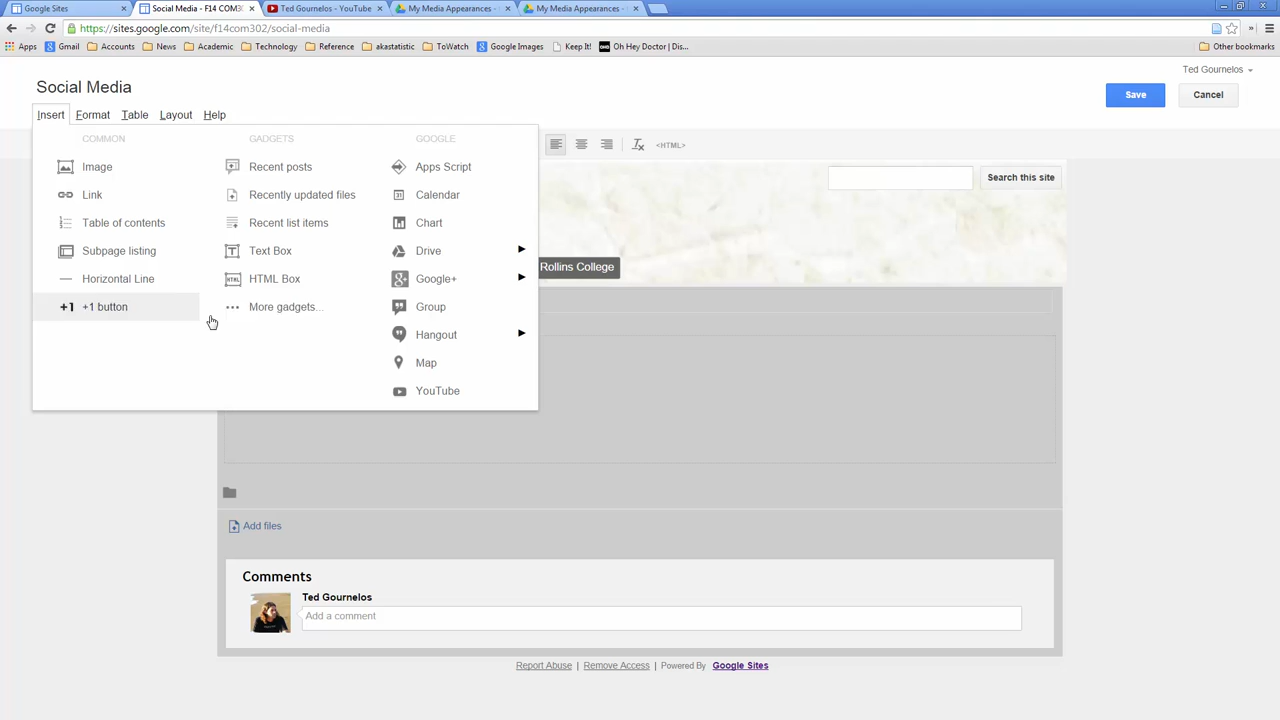 Google Sites
Social Media - F14 COM30
Ted Gournelos - YouTube
My Media Appearances -
My Media Appearances -
https://sites.google.com/site/f14com302/social-media
Apps Gmail Accounts News Academic Technology Reference akastatistic ToWatch Google Images Keep It! Oh Hey Doctor | Dis... Other bookmarks
Ted Gournelos
Social Media
Save Cancel
Insert Format Table Layout Help
COMMON GADGETS GOOGLE
<HTML>
Image Recent posts Apps Script
Search this site
Link Recently updated files 31 Calendar
Table of contents Recent list items Chart
Subpage listing T Text Box Drive
Rollins College
Horizontal Line HTML HTML Box g+ Google+
+1 +1 button More gadgets... Group
Hangout
Map
YouTube
Add files
Comments
Ted Gournelos
Add a comment
Report Abuse | Remove Access | Powered By Google Sites